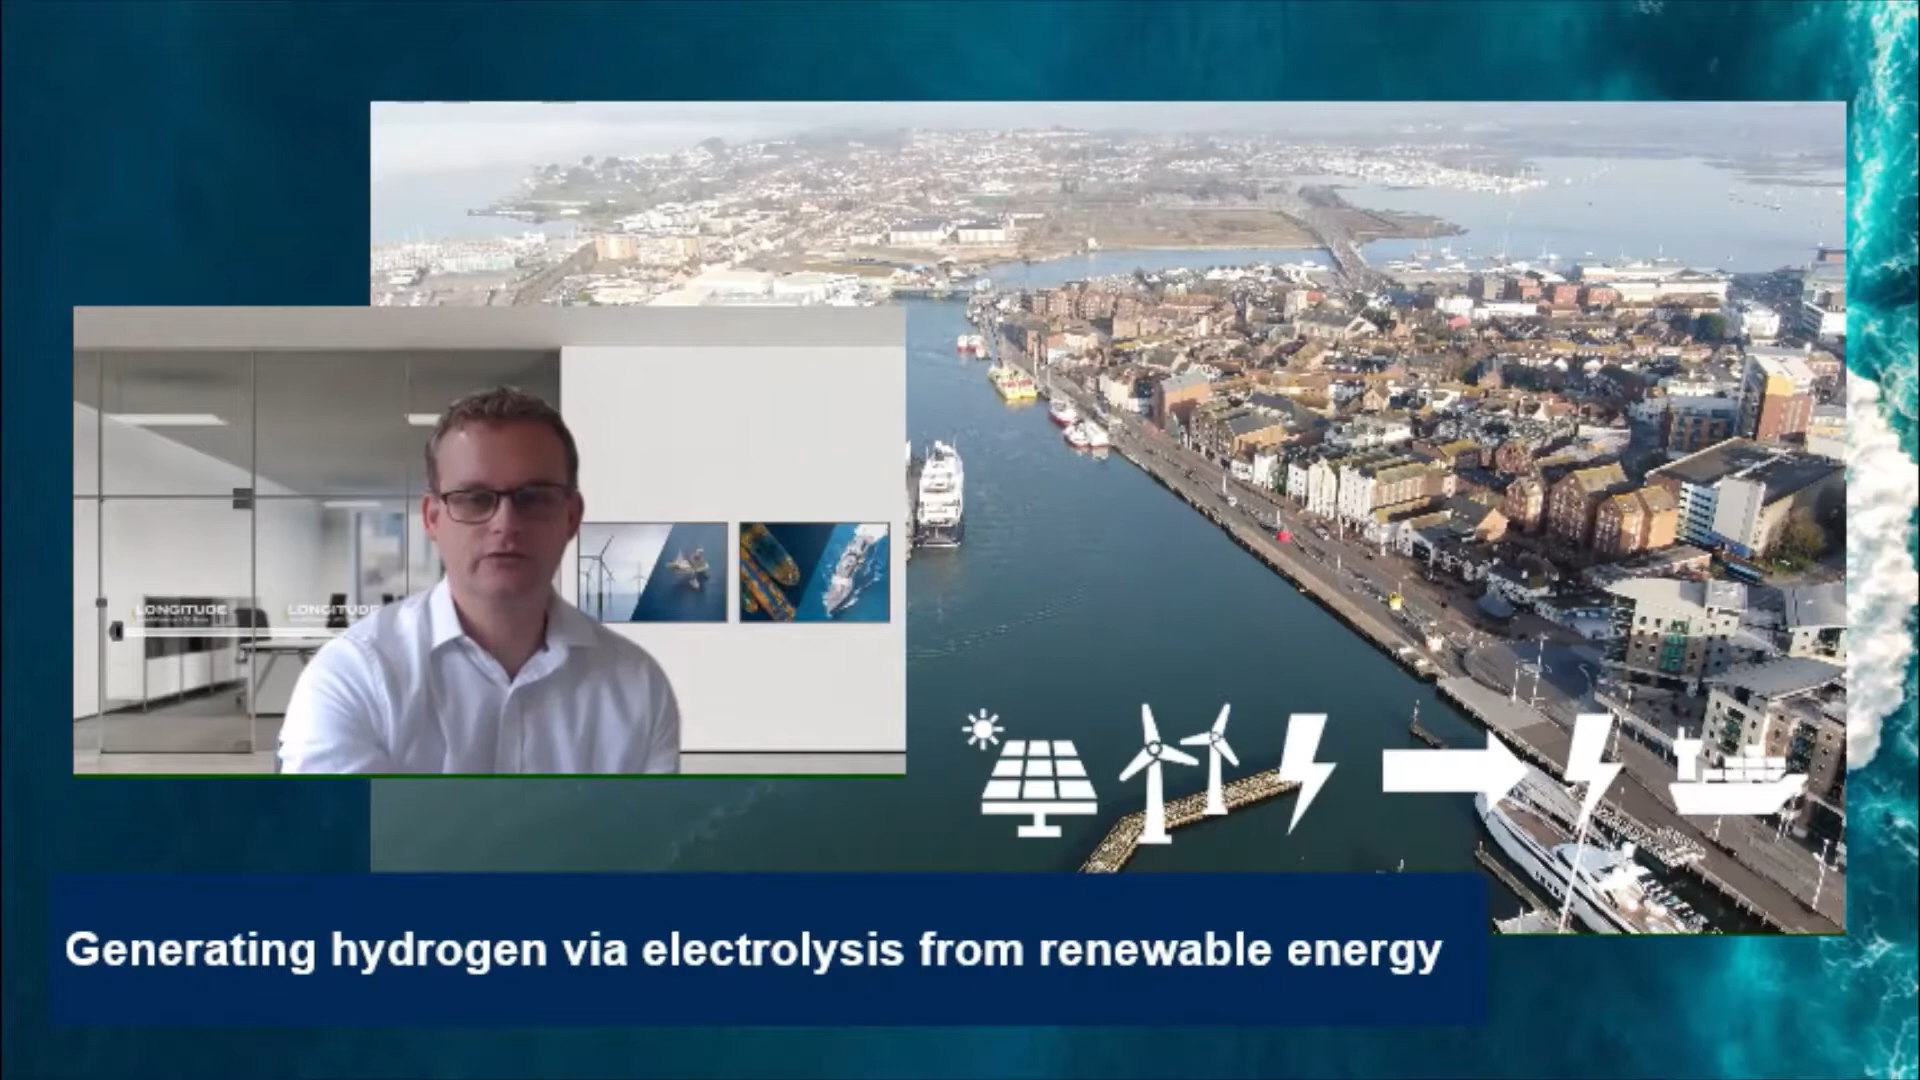 LONGITUDE
LONGITUDE
Generating hydrogen via electrolysis from renewable energy